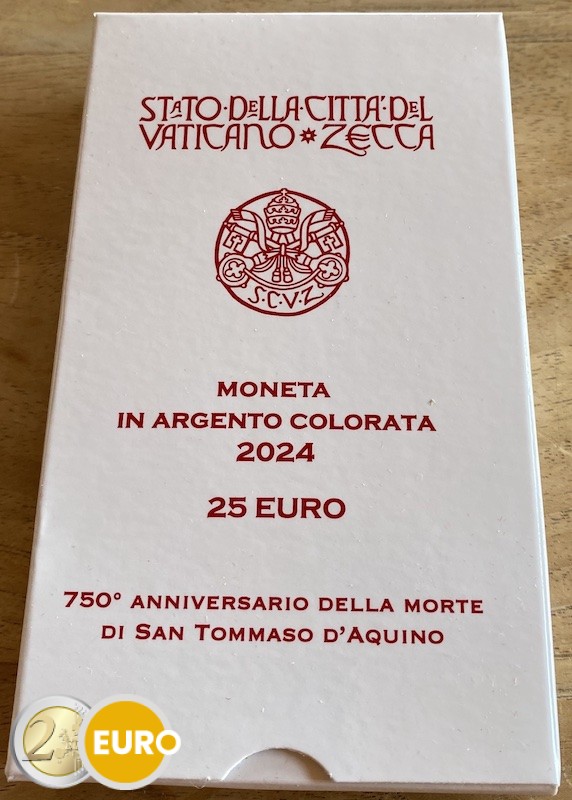 STATO·DELLA·CITTA'·DEL
VATICANO * ZECCA
S·C·V·Z·
MONETA
IN ARGENTO COLORATA
2024
25 EURO
750° ANNIVERSARIO DELLA MORTE
DI SAN TOMMASO D'AQUINO
2 EURO